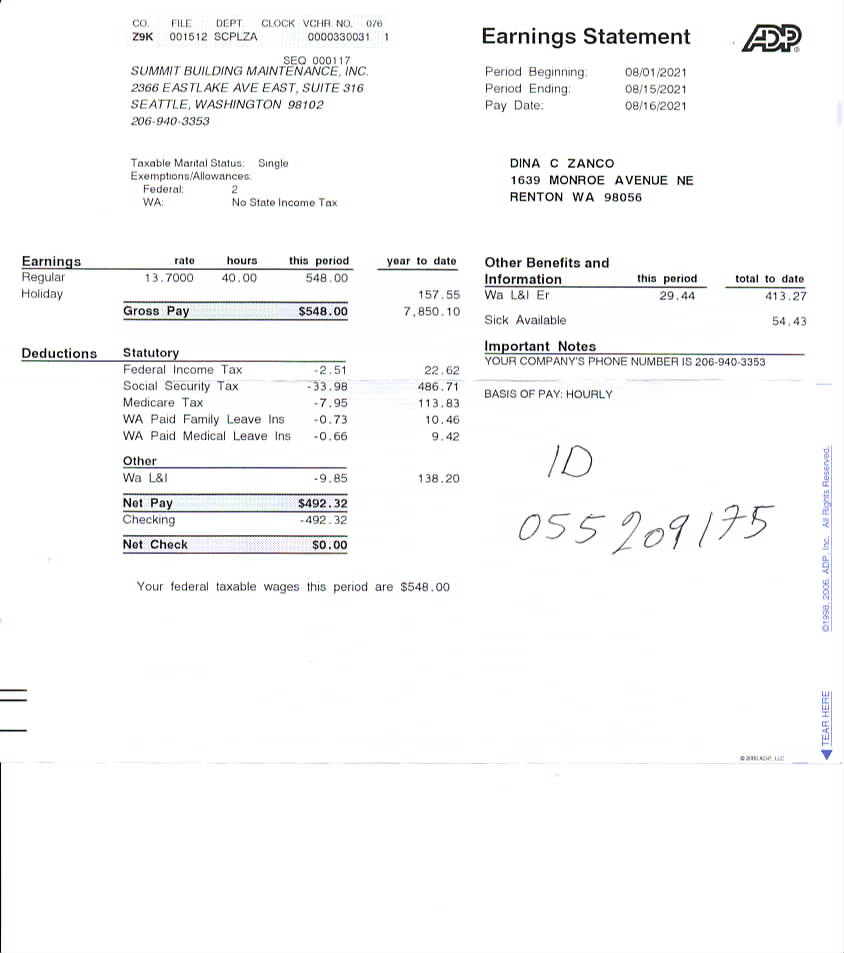 CO. FILE DEPT. CLOCK VCHR. NO. 076
Z9K 001512 SCPLZA 0000330031 1
SEQ 000117
SUMMIT BUILDING MAINTENANCE, INC.
2366 EASTLAKE AVE EAST, SUITE 316
SEATTLE, WASHINGTON 98102
206-940-3353
Earnings Statement
ADP®
Period Beginning: 08/01/2021
Period Ending: 08/15/2021
Pay Date: 08/16/2021
Taxable Marital Status: Single
Exemptions/Allowances:
Federal: 2
WA: No State Income Tax
DINA C ZANCO
1639 MONROE AVENUE NE
RENTON WA 98056
Earnings rate hours this period year to date
Regular 13.7000 40.00 548.00
Holiday 157.55
Gross Pay $548.00 7,850.10
Deductions Statutory
Federal Income Tax -2.51 22.62
Social Security Tax -33.98 486.71
Medicare Tax -7.95 113.83
WA Paid Family Leave Ins -0.73 10.46
WA Paid Medical Leave Ins -0.66 9.42
Other
Wa L&I -9.85 138.20
Net Pay $492.32
Checking -492.32
Net Check $0.00
Your federal taxable wages this period are $548.00
Other Benefits and
Information this period total to date
Wa L&I Er 29.44 413.27
Sick Available 54.43
Important Notes
YOUR COMPANY'S PHONE NUMBER IS 206-940-3353
BASIS OF PAY: HOURLY
ID
055209175
©1998, 2006. ADP, Inc. All Rights Reserved.
TEAR HERE
© 2000 ADP, LLC